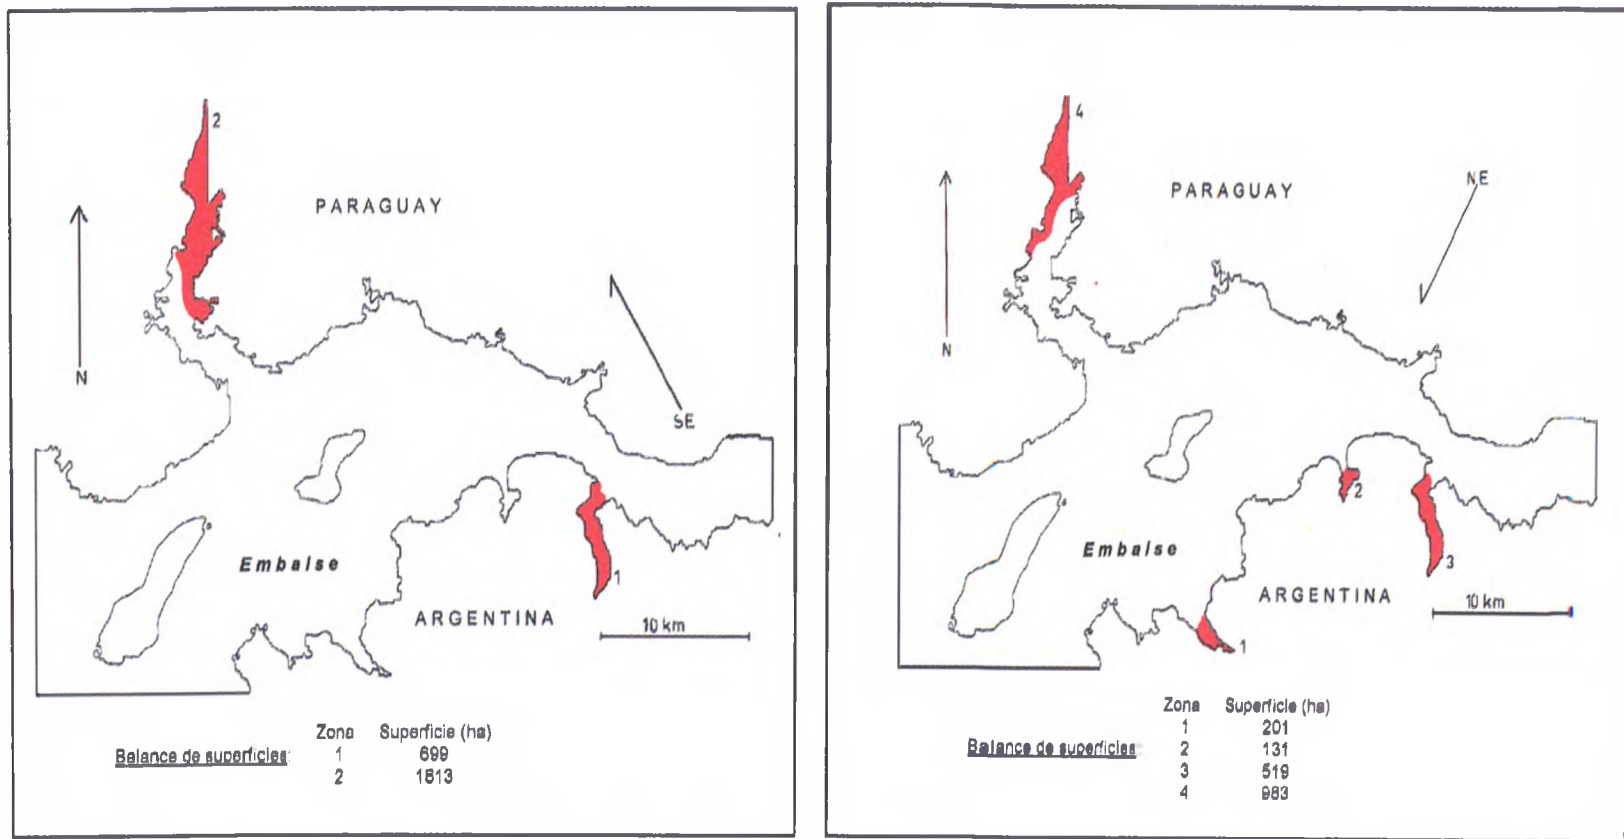 2
PARAGUAY
N
SE
Embalse
1
ARGENTINA
10 km
Zona Superficie (ha)
Balance de superficies:
1 699
2 1813
4
PARAGUAY
NE
N
2
Embalse
3
ARGENTINA
10 km
1
Zona Superficie (ha)
1 201
Balance de superficies
2 131
3 519
4 983